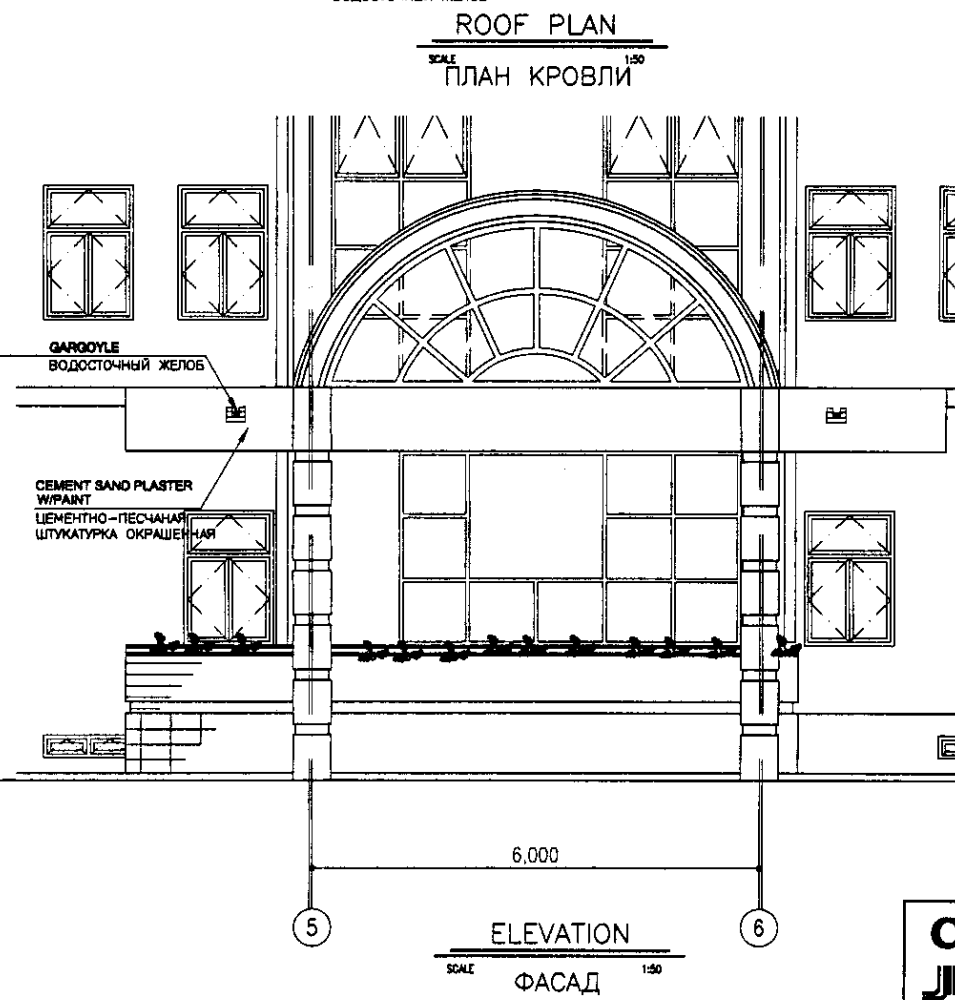 ROOF PLAN
SCALE 1:50
ПЛАН КРОВЛИ
GARGOYLE
ВОДОСТОЧНЫЙ ЖЕЛОБ
CEMENT SAND PLASTER
W/PAINT
ЦЕМЕНТНО-ПЕСЧАНАЯ
ШТУКАТУРКА ОКРАШЕННАЯ
6,000
5 6
ELEVATION
SCALE 1:50
ФАСАД